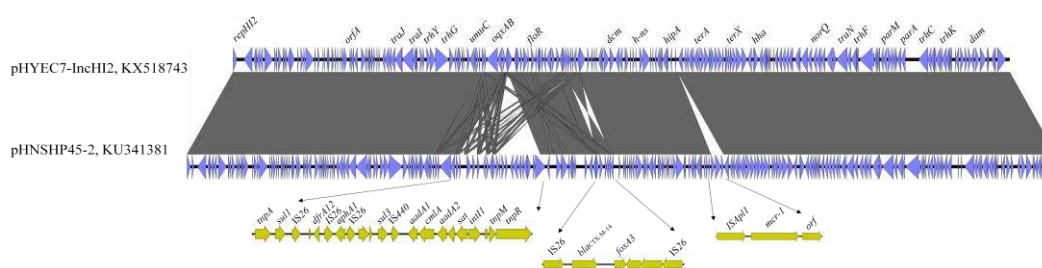 repHI2 orfA traJ traI trhY trhG umuC oqxAB floR dcm h-ns hipA terA terX hha norQ traN trhF parM parA trhC trhK dam
pHYEC7-IncHI2, KX518743
pHNSHP45-2, KU341381
tnpA sul1 IS26 dfrA12 IS26 aphA1 IS26 sul3 IS440 aadA1 cmlA aadA2 sat intI1 tnpM tnpR
ISApl1 mcr-1 orf
IS26 blaCTX-M-14 fosA3 IS26